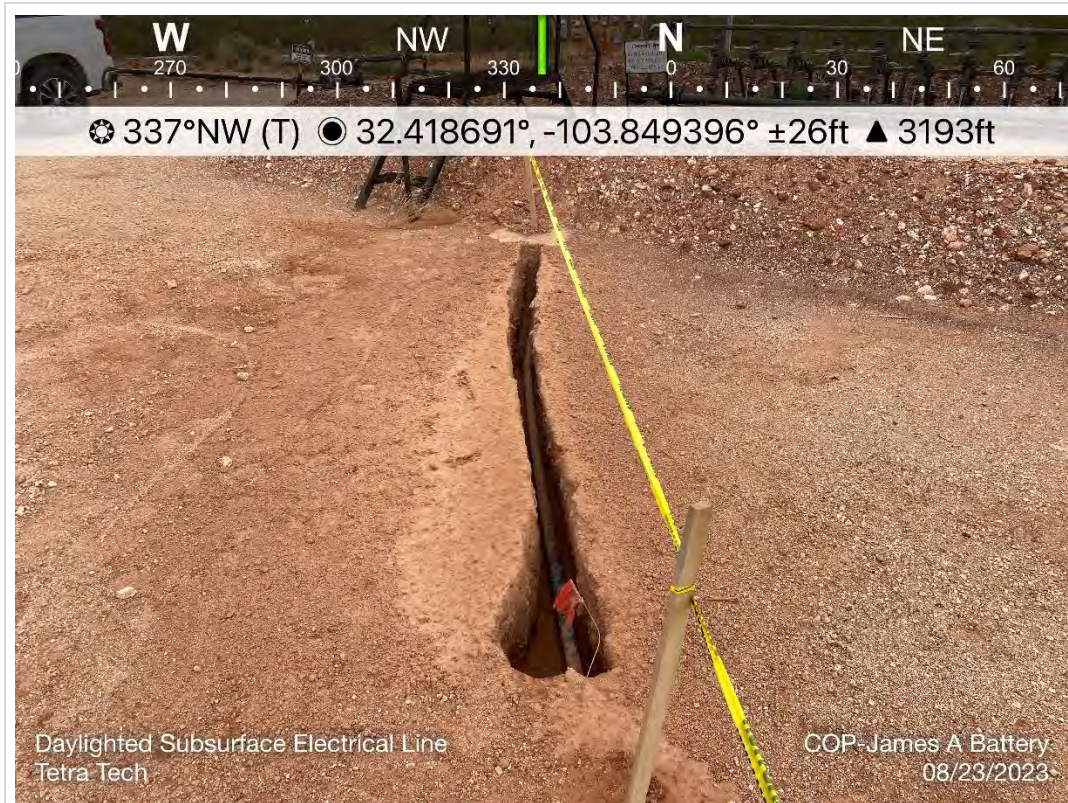 W NW N NE
270 300 330 0 30 60
337°NW (T) 32.418691°, -103.849396° ±26ft ▲ 3193ft
Daylighted Subsurface Electrical Line
Tetra Tech
COP-James A Battery
08/23/2023